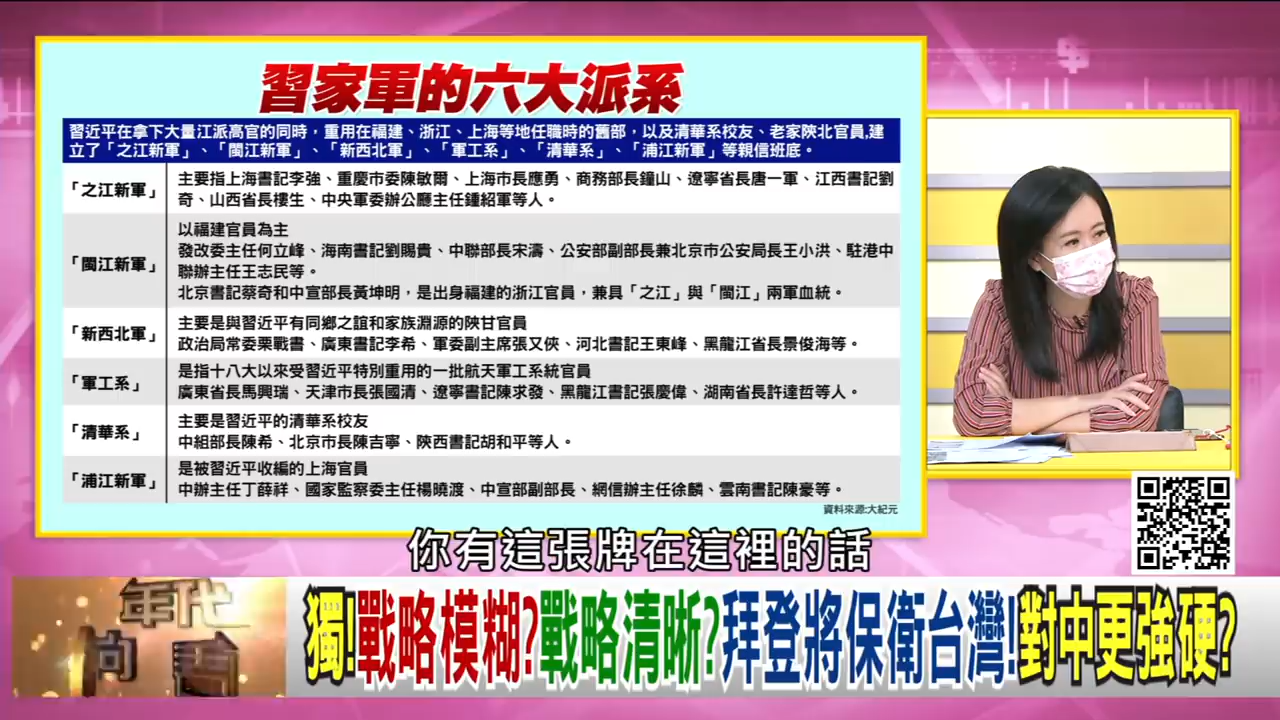 習家軍的六大派系
習近平在拿下大量江派高官的同時，重用在福建、浙江、上海等地任職時的舊部，以及清華系校友、老家陝北官員,建
立了「之江新軍」、「閩江新軍」、「新西北軍」、「軍工系」、「清華系」、「浦江新軍」等親信班底。
「之江新軍」
主要指上海書記李強、重慶市委陳敏爾、上海市長應勇、商務部長鐘山、遼寧省長唐一軍、江西書記劉
奇、山西省長樓生、中央軍委辦公廳主任鍾紹軍等人。
「閩江新軍」
以福建官員為主
發改委主任何立峰、海南書記劉賜貴、中聯部長宋濤、公安部副部長兼北京市公安局長王小洪、駐港中
聯辦主任王志民等。
北京書記蔡奇和中宣部長黃坤明，是出身福建的浙江官員，兼具「之江」與「閩江」兩軍血統。
「新西北軍」
主要是與習近平有同鄉之誼和家族淵源的陝甘官員
政治局常委栗戰書、廣東書記李希、軍委副主席張又俠、河北書記王東峰、黑龍江省長景俊海等。
「軍工系」
是指十八大以來受習近平特別重用的一批航天軍工系統官員
廣東省長馬興瑞、天津市長張國清、遼寧書記陳求發、黑龍江書記張慶偉、湖南省長許達哲等人。
「清華系」
主要是習近平的清華系校友
中組部長陳希、北京市長陳吉寧、陝西書記胡和平等人。
「浦江新軍」
是被習近平收編的上海官員
中辦主任丁薛祥、國家監察委主任楊曉渡、中宣部副部長、網信辦主任徐麟、雲南書記陳豪等。
資料來源:大紀元
你有這張牌在這裡的話
年代向錢看
獨!戰略模糊?戰略清晰?拜登將保衛台灣!對中更強硬?